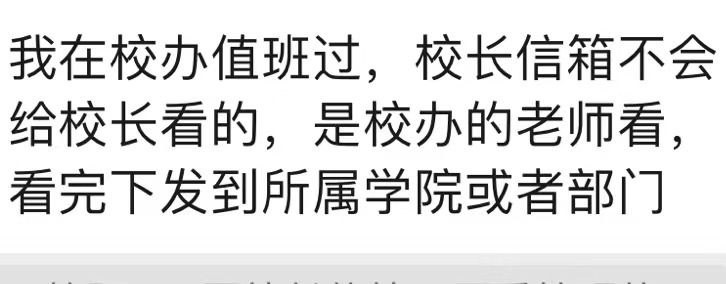 我在校办值班过，校长信箱不会
给校长看的，是校办的老师看，
看完下发到所属学院或者部门